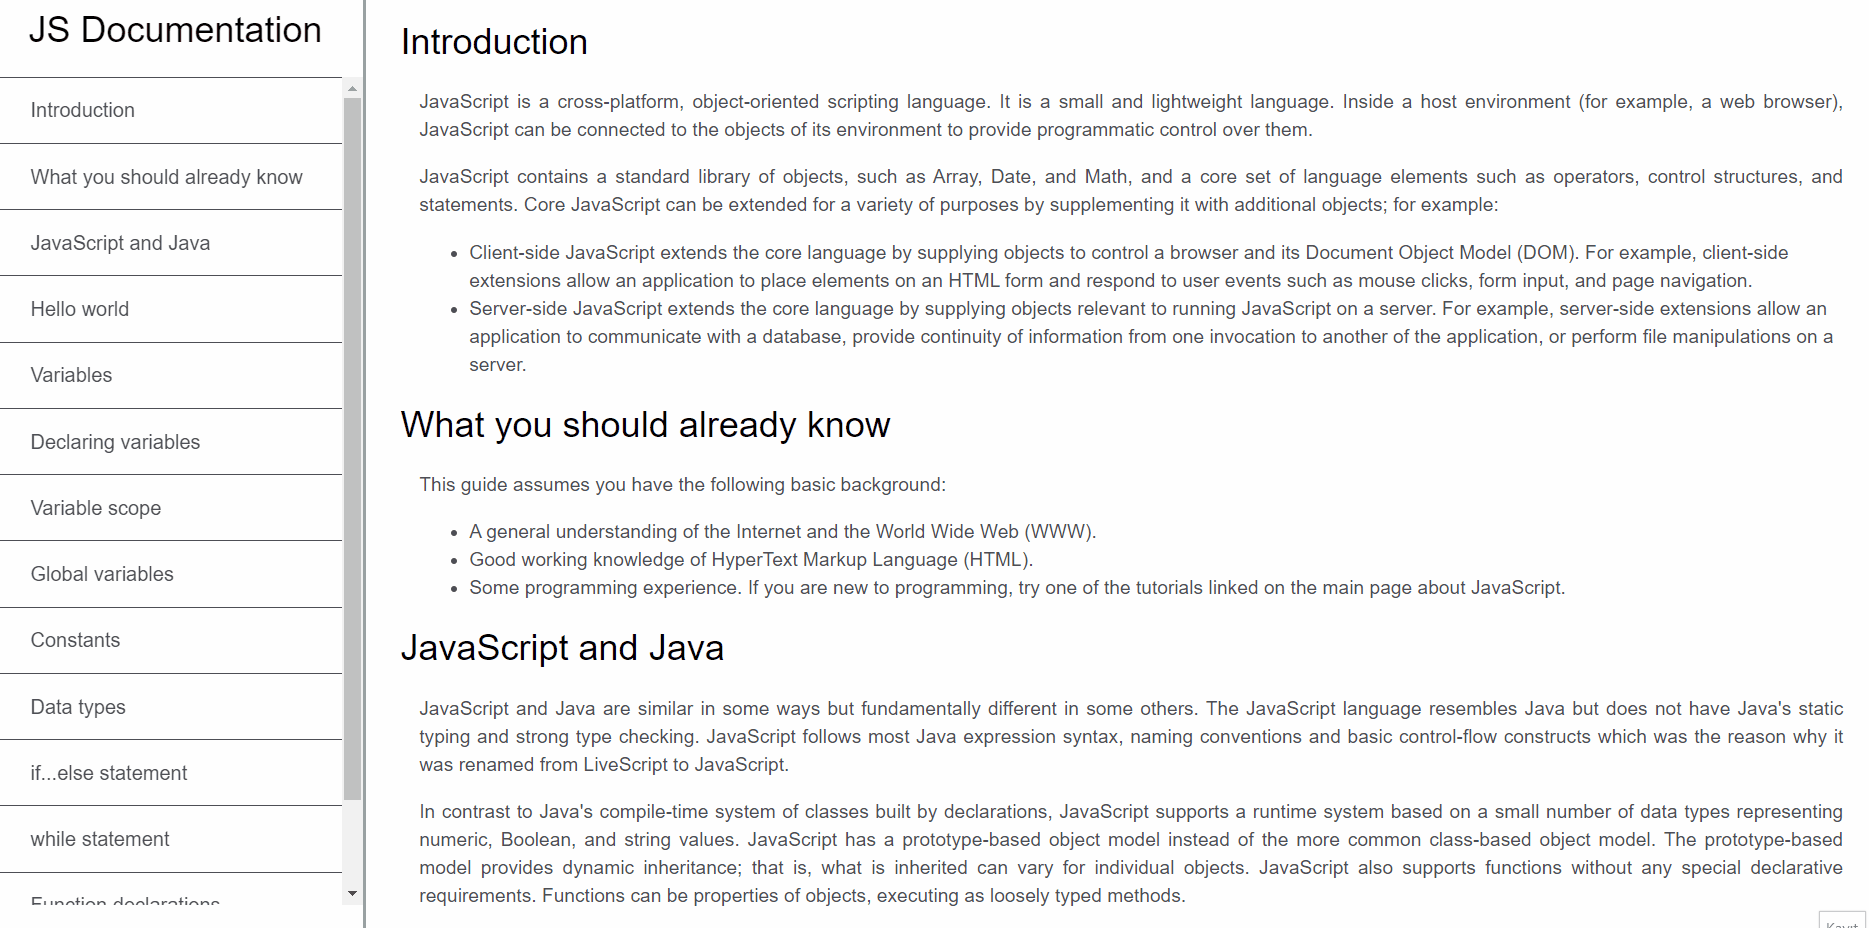 JS Documentation
Introduction
What you should already know
JavaScript and Java
Hello world
Variables
Declaring variables
Variable scope
Global variables
Constants
Data types
if...else statement
while statement
Function declarations
Introduction
JavaScript is a cross-platform, object-oriented scripting language. It is a small and lightweight language. Inside a host environment (for example, a web browser),
JavaScript can be connected to the objects of its environment to provide programmatic control over them.
JavaScript contains a standard library of objects, such as Array, Date, and Math, and a core set of language elements such as operators, control structures, and
statements. Core JavaScript can be extended for a variety of purposes by supplementing it with additional objects; for example:
• Client-side JavaScript extends the core language by supplying objects to control a browser and its Document Object Model (DOM). For example, client-side
extensions allow an application to place elements on an HTML form and respond to user events such as mouse clicks, form input, and page navigation.
• Server-side JavaScript extends the core language by supplying objects relevant to running JavaScript on a server. For example, server-side extensions allow an
application to communicate with a database, provide continuity of information from one invocation to another of the application, or perform file manipulations on a
server.
What you should already know
This guide assumes you have the following basic background:
• A general understanding of the Internet and the World Wide Web (WWW).
• Good working knowledge of HyperText Markup Language (HTML).
• Some programming experience. If you are new to programming, try one of the tutorials linked on the main page about JavaScript.
JavaScript and Java
JavaScript and Java are similar in some ways but fundamentally different in some others. The JavaScript language resembles Java but does not have Java's static
typing and strong type checking. JavaScript follows most Java expression syntax, naming conventions and basic control-flow constructs which was the reason why it
was renamed from LiveScript to JavaScript.
In contrast to Java's compile-time system of classes built by declarations, JavaScript supports a runtime system based on a small number of data types representing
numeric, Boolean, and string values. JavaScript has a prototype-based object model instead of the more common class-based object model. The prototype-based
model provides dynamic inheritance; that is, what is inherited can vary for individual objects. JavaScript also supports functions without any special declarative
requirements. Functions can be properties of objects, executing as loosely typed methods.